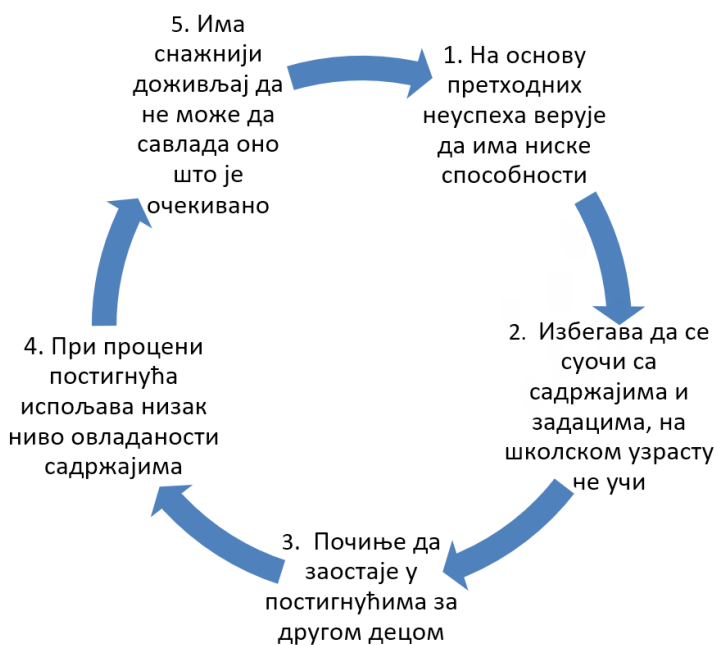 1. На основу
претходних
неуспеха верује
да има ниске
способности
2. Избегава да се
суочи са
садржајима и
задацима, на
школском узрасту
не учи
3. Почиње да
заостаје у
постигнућима за
другом децом
4. При процени
постигнућа
испољава низак
ниво овладаности
садржајима
5. Има
снажнији
доживљај да
не може да
савлада оно
што је
очекивано